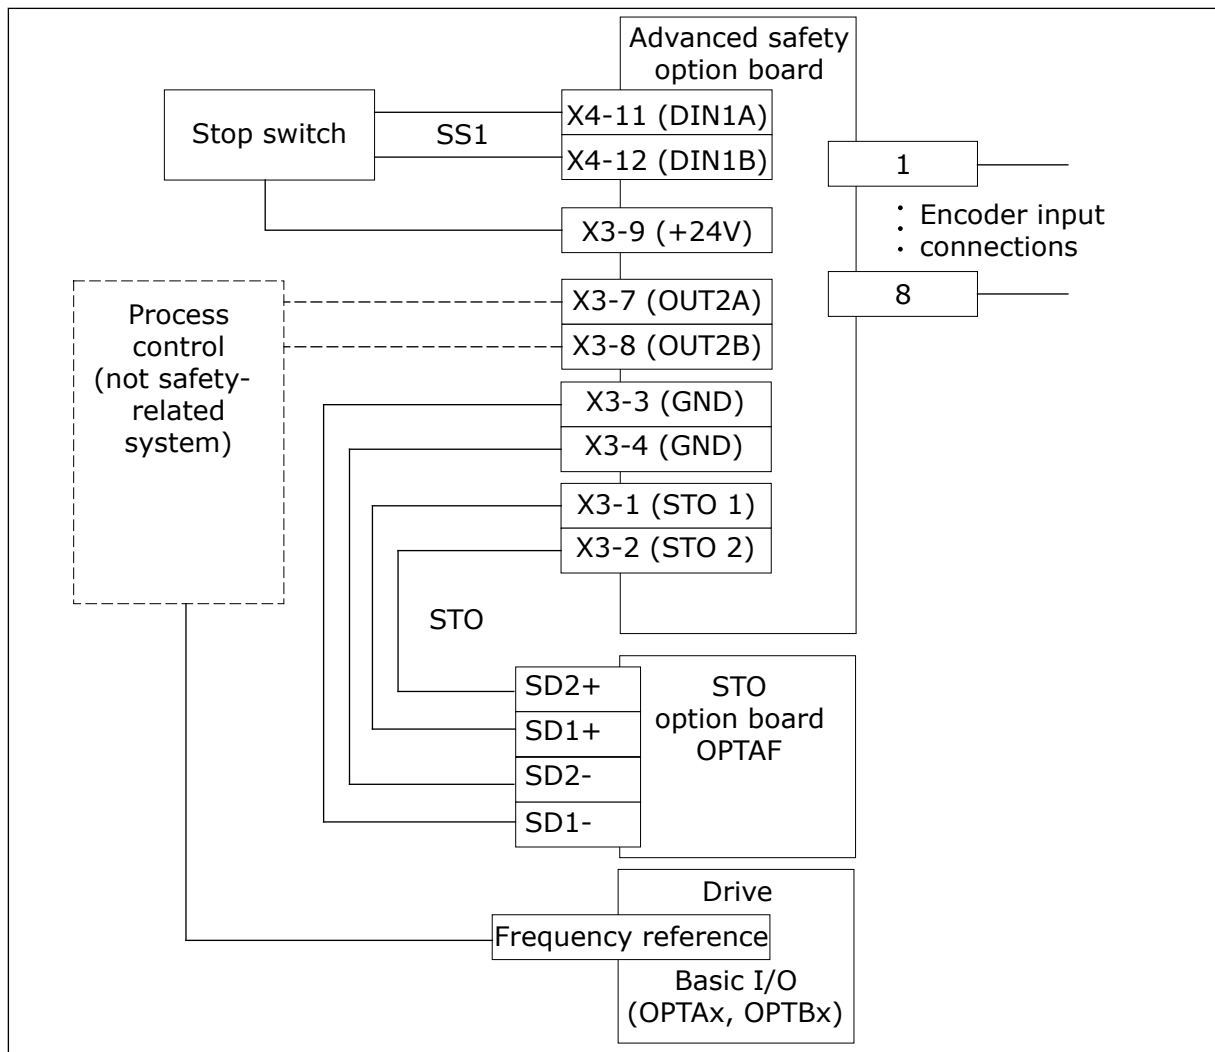 Advanced safety
option board
Stop switch
SS1
X4-11 (DIN1A)
X4-12 (DIN1B)
X3-9 (+24V)
1
Encoder input
connections
8
Process
control
(not safety-
related
system)
X3-7 (OUT2A)
X3-8 (OUT2B)
X3-3 (GND)
X3-4 (GND)
X3-1 (STO 1)
X3-2 (STO 2)
STO
SD2+
SD1+
SD2-
SD1-
STO
option board
OPTAF
Drive
Frequency reference
Basic I/O
(OPTAx, OPTBx)